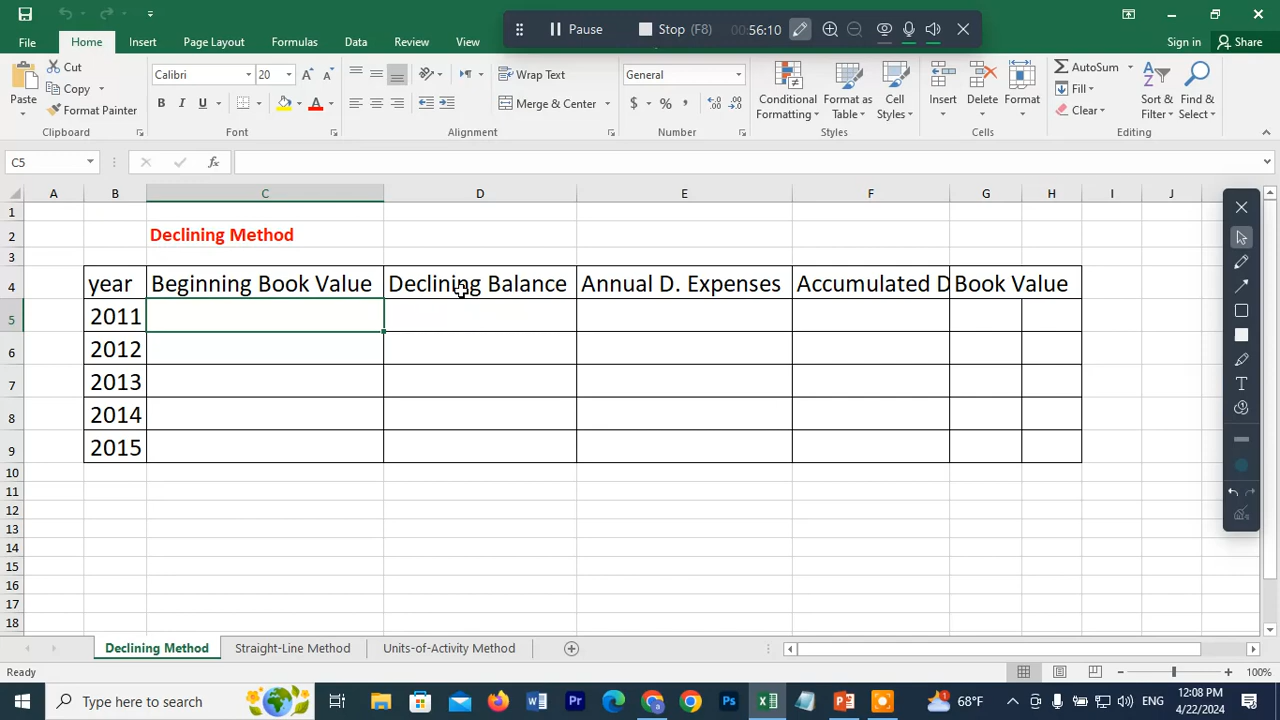 Pause
Stop (F8)
00:56:10
File
Home
Insert
Page Layout
Formulas
Data
Review
View
Sign in
Share
Paste
Cut
Copy
Format Painter
Clipboard
Calibri
20
B I U
Font
Wrap Text
Merge & Center
Alignment
General
$ % ,
Number
Conditional
Formatting
Format as
Table
Cell
Styles
Styles
Insert
Delete
Format
Cells
AutoSum
Fill
Clear
Sort &
Filter
Find &
Select
Editing
C5
fx
A B C D E F G H I J
1
2 Declining Method
3
4 year Beginning Book Value Declining Balance Annual D. Expenses Accumulated D Book Value
5 2011
6 2012
7 2013
8 2014
9 2015
10
11
12
13
14
15
16
17
18
Declining Method
Straight-Line Method
Units-of-Activity Method
Ready
100%
Type here to search
68°F
ENG
12:08 PM
4/22/2024